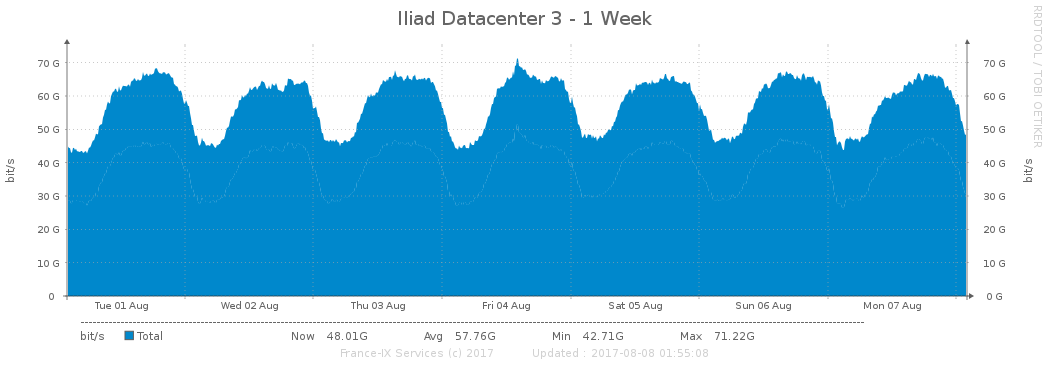 Iliad Datacenter 3 - 1 Week
RRDTOOL / TOBI OETIKER
bit/s
70 G
60 G
50 G
40 G
30 G
20 G
10 G
0
70 G
60 G
50 G
40 G
30 G
20 G
10 G
0 G
bit/s
Tue 01 Aug Wed 02 Aug Thu 03 Aug Fri 04 Aug Sat 05 Aug Sun 06 Aug Mon 07 Aug
bit/s Total Now 48.01G Avg 57.76G Min 42.71G Max 71.22G
France-IX Services (c) 2017 Updated : 2017-08-08 01:55:08